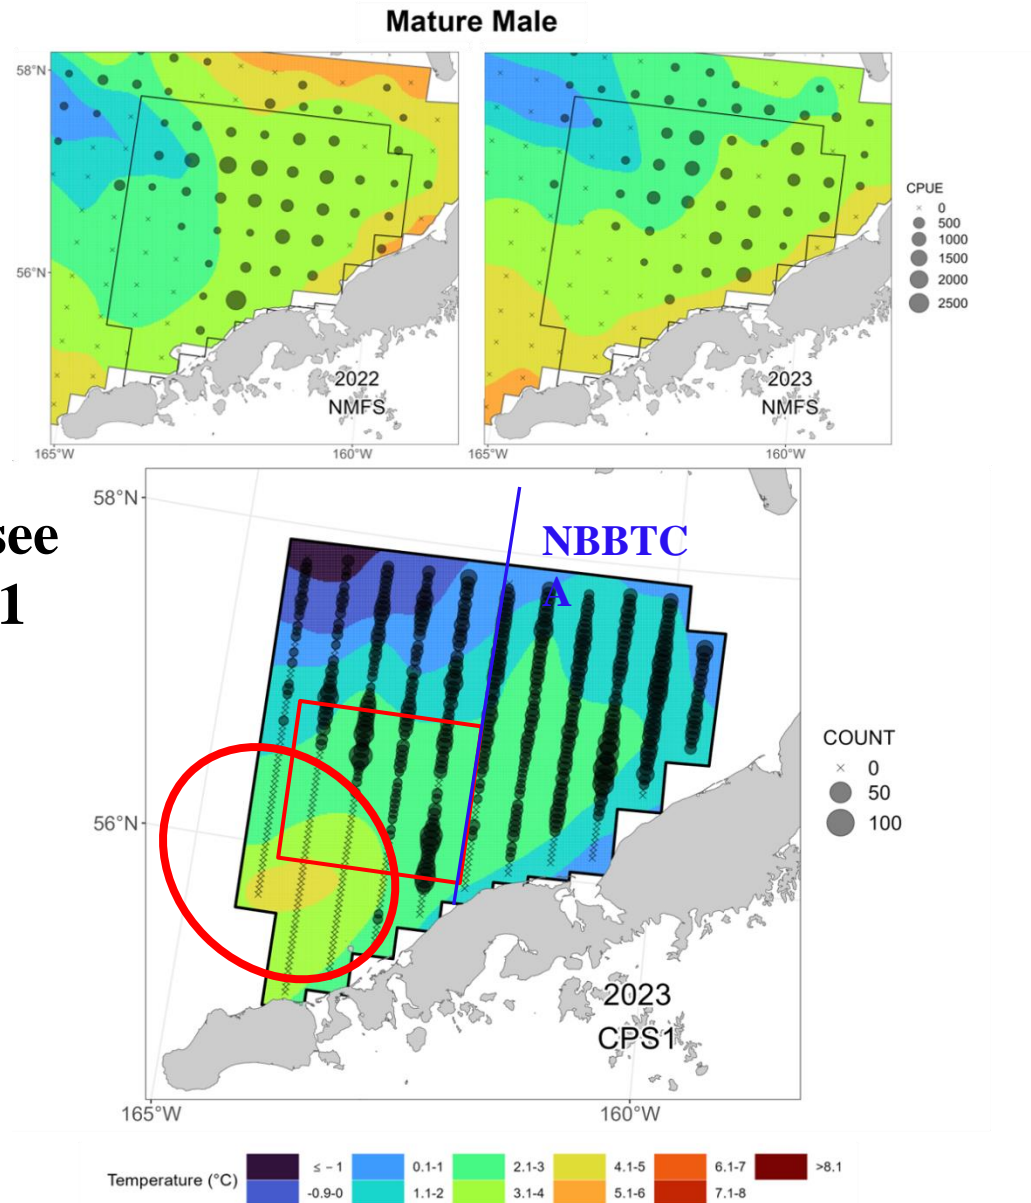 Mature Male
58°N
56°N
165°W
160°W
2022
NMFS
165°W
160°W
2023
NMFS
CPUE
0
500
1000
1500
2000
2500
see
1
58°N
56°N
NBBTC
A
2023
CPS1
165°W
160°W
COUNT
× 0
50
100
Temperature (°C)
≤ − 1
0.1-1
2.1-3
4.1-5
6.1-7
>8.1
-0.9-0
1.1-2
3.1-4
5.1-6
7.1-8